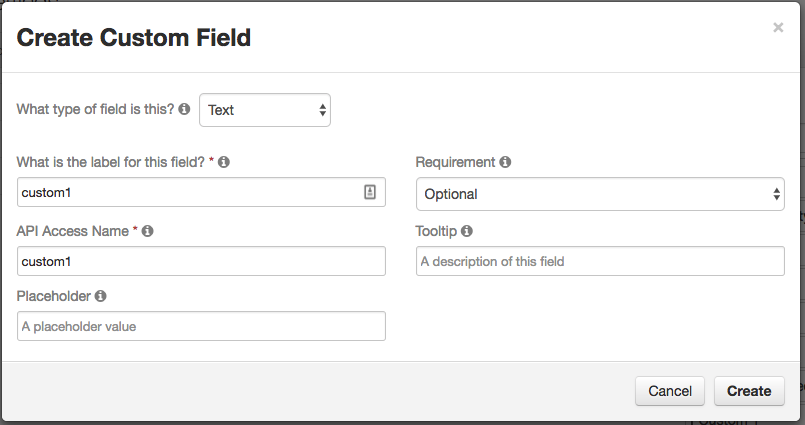 Create Custom Field
×
What type of field is this?
Text
What is the label for this field? *
Requirement
custom1
Optional
API Access Name *
Tooltip
custom1
A description of this field
Placeholder
A placeholder value
Cancel
Create